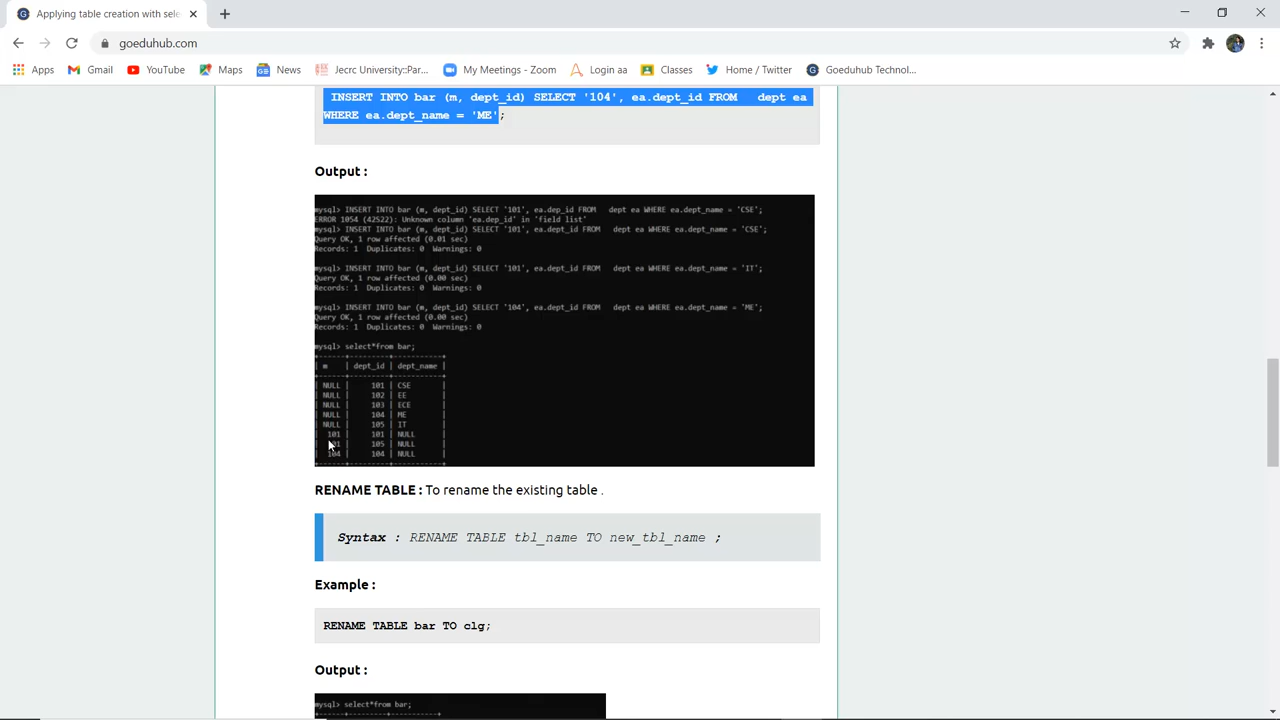 Applying table creation with sele
goeduhub.com
Apps Gmail YouTube Maps News Jecrc University::Par... My Meetings - Zoom Login aa Classes Home / Twitter Goeduhub Technol...
INSERT INTO bar (m, dept_id) SELECT '104', ea.dept_id FROM dept ea
WHERE ea.dept_name = 'ME';
Output :
mysql> INSERT INTO bar (m, dept_id) SELECT '101', ea.dep_id FROM dept ea WHERE ea.dept_name = 'CSE';
ERROR 1054 (42S22): Unknown column 'ea.dep_id' in 'field list'
mysql> INSERT INTO bar (m, dept_id) SELECT '101', ea.dept_id FROM dept ea WHERE ea.dept_name = 'CSE';
Query OK, 1 row affected (0.01 sec)
Records: 1 Duplicates: 0 Warnings: 0
mysql> INSERT INTO bar (m, dept_id) SELECT '101', ea.dept_id FROM dept ea WHERE ea.dept_name = 'IT';
Query OK, 1 row affected (0.00 sec)
Records: 1 Duplicates: 0 Warnings: 0
mysql> INSERT INTO bar (m, dept_id) SELECT '104', ea.dept_id FROM dept ea WHERE ea.dept_name = 'ME';
Query OK, 1 row affected (0.00 sec)
Records: 1 Duplicates: 0 Warnings: 0
mysql> select*from bar;
+------+---------+-----------+
| m | dept_id | dept_name |
+------+---------+-----------+
| NULL | 101 | CSE |
| NULL | 102 | EE |
| NULL | 103 | ECE |
| NULL | 104 | ME |
| NULL | 105 | IT |
| 101 | 101 | NULL |
| 101 | 105 | NULL |
| 104 | 104 | NULL |
+------+---------+-----------+
RENAME TABLE : To rename the existing table .
Syntax : RENAME TABLE tbl_name TO new_tbl_name ;
Example :
RENAME TABLE bar TO clg;
Output :
mysql> select*from bar;
+------+---------+-----------+